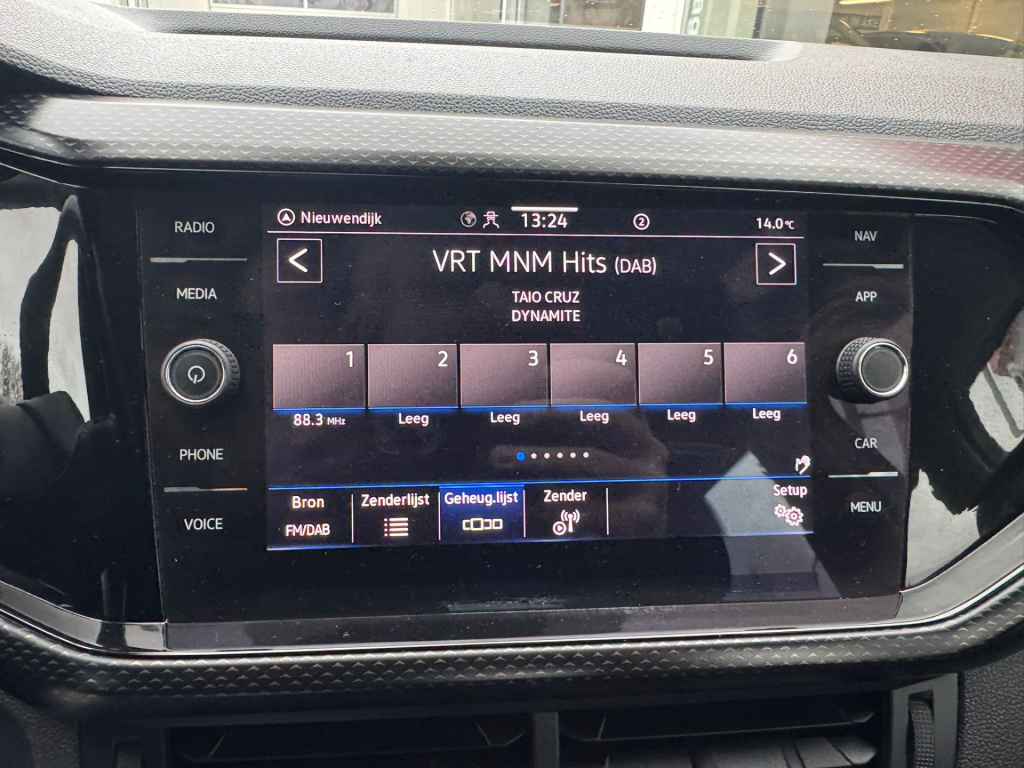 RADIO
MEDIA
PHONE
VOICE
Nieuwendijk
13:24
2
14.0°C
<
VRT MNM Hits (DAB)
>
TAIO CRUZ
DYNAMITE
1
2
3
4
5
6
88.3 MHz
Leeg
Leeg
Leeg
Leeg
Leeg
Bron
FM/DAB
Zenderlijst
Geheug.lijst
Zender
Setup
NAV
APP
CAR
MENU